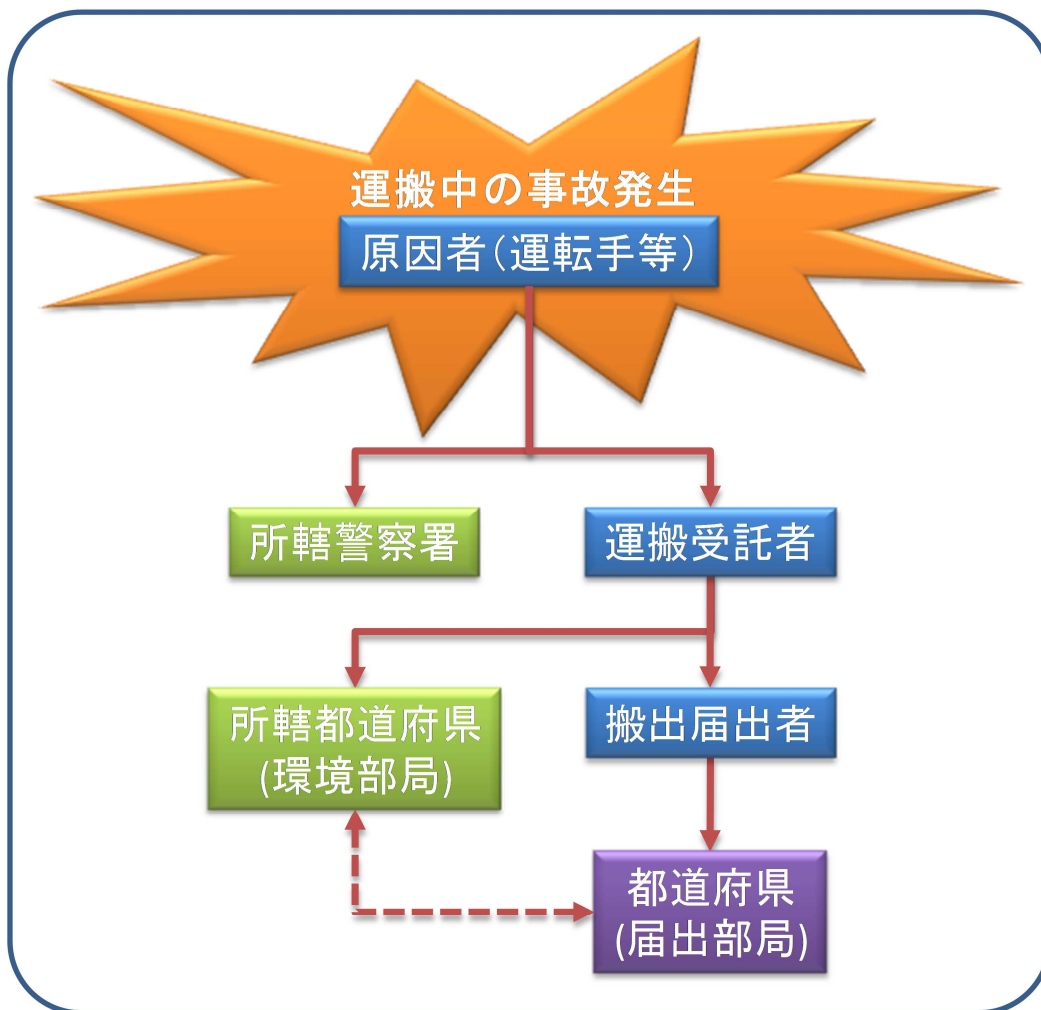 運搬中の事故発生
原因者(運転手等)
所轄警察署
運搬受託者
所轄都道府県
(環境部局)
搬出届出者
都道府県
(届出部局)